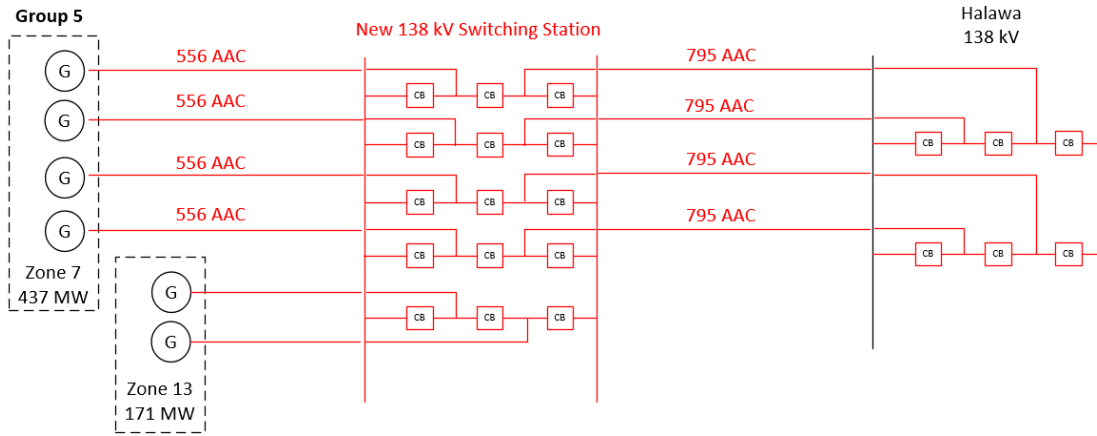 Group 5
New 138 kV Switching Station
Halawa
138 kV
G
556 AAC
795 AAC
CB CB CB
G
556 AAC
795 AAC
CB CB CB
CB CB CB
G
556 AAC
795 AAC
CB CB CB
G
556 AAC
795 AAC
CB CB CB
CB CB CB
Zone 7
437 MW
G
CB CB CB
G
Zone 13
171 MW